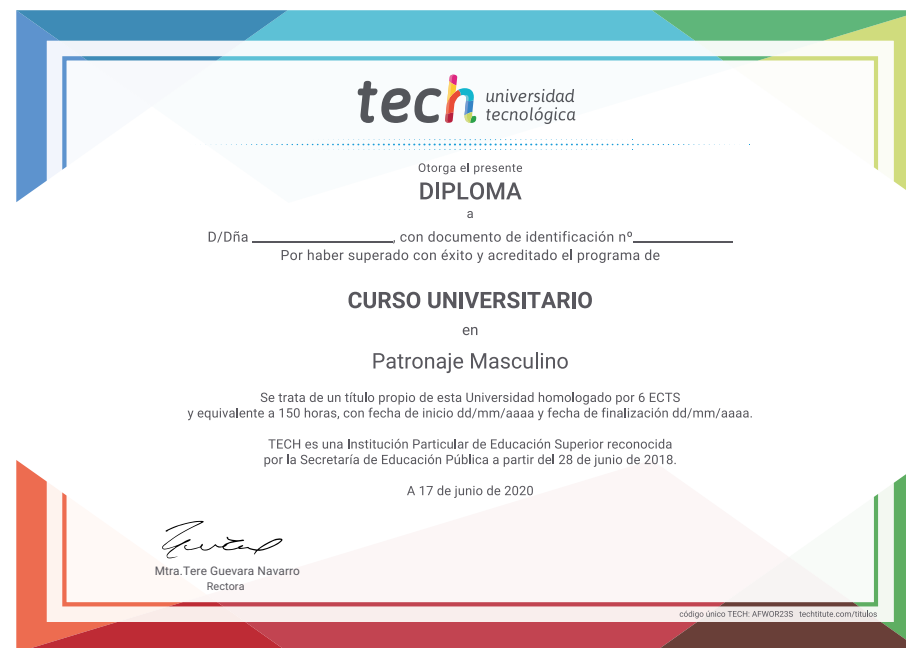 tech universidad
tecnológica
Otorga el presente
DIPLOMA
a
D/Dña ____________________, con documento de identificación nº______________
Por haber superado con éxito y acreditado el programa de
CURSO UNIVERSITARIO
en
Patronaje Masculino
Se trata de un título propio de esta Universidad homologado por 6 ECTS
y equivalente a 150 horas, con fecha de inicio dd/mm/aaaa y fecha de finalización dd/mm/aaaa.
TECH es una Institución Particular de Educación Superior reconocida
por la Secretaría de Educación Pública a partir del 28 de junio de 2018.
A 17 de junio de 2020
Mtra.Tere Guevara Navarro
Rectora
código único TECH: AFWOR23S techtitute.com/titulos